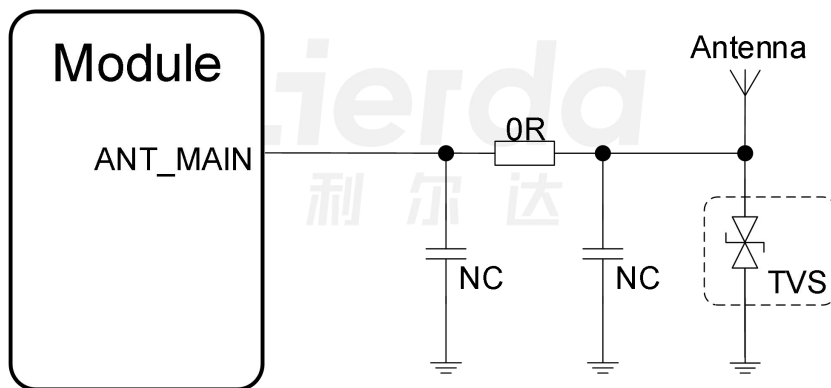 Module
Lierda
利尔达
Antenna
ANT_MAIN
0R
NC
NC
TVS